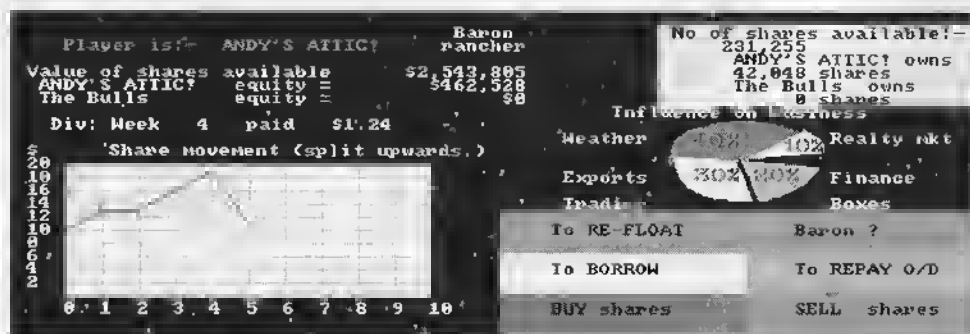 Baron
Player is:- ANDY'S ATTIC! rancher
Value of shares available $2,543,805
ANDY'S ATTIC! equity = $462,528
The Bulls equity = $0
Div: Week 4 paid $1.24
Share movement (split upwards.)
$
20
18
16
14
12
10
8
6
4
2
0 1 2 3 4 5 6 7 8 9 10
No of shares available:-
231,255
ANDY'S ATTIC! owns
42,048 shares
The Bulls owns
0 shares
Influence on Business
Weather 40% 10% Realty mkt
Exports 30% 20% Finance
Boxes
To RE-FLOAT Baron ?
To BORROW To REPAY O/D
BUY shares SELL shares